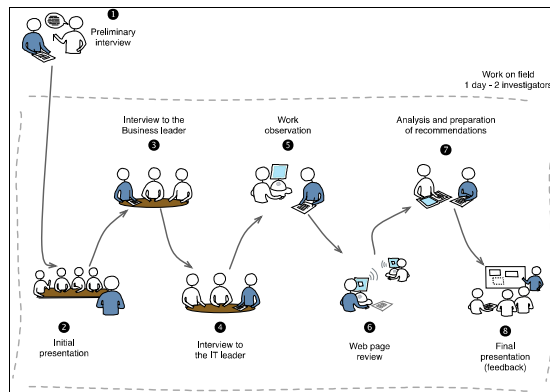 1
Preliminary
interview
Work on field
1 day - 2 investigators
Interview to the
Business leader
3
Work
observation
5
Analysis and preparation
of recommendations
7
2
Initial
presentation
4
Interview to
the IT leader
6
Web page
review
8
Final
presentation
(feedback)